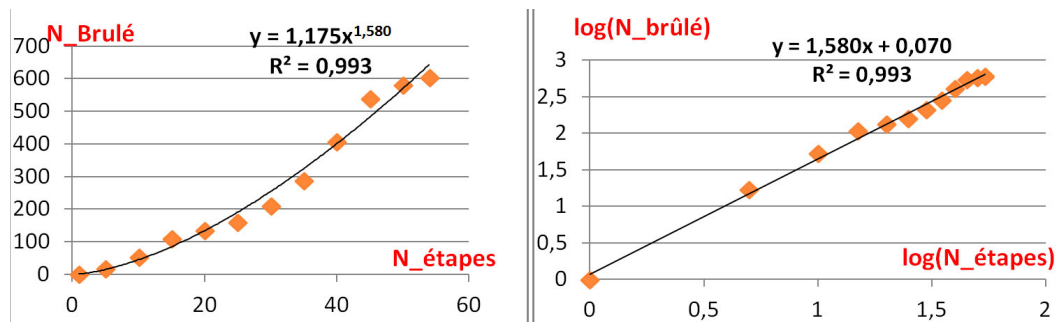 N_Brulé
y = 1,175x^1,580
R² = 0,993
700
600
500
400
300
200
100
0
0 20 40 60
N_étapes
log(N_brûlé)
y = 1,580x + 0,070
R² = 0,993
3
2,5
2
1,5
1
0,5
0
0 0,5 1 1,5 2
log(N_étapes)